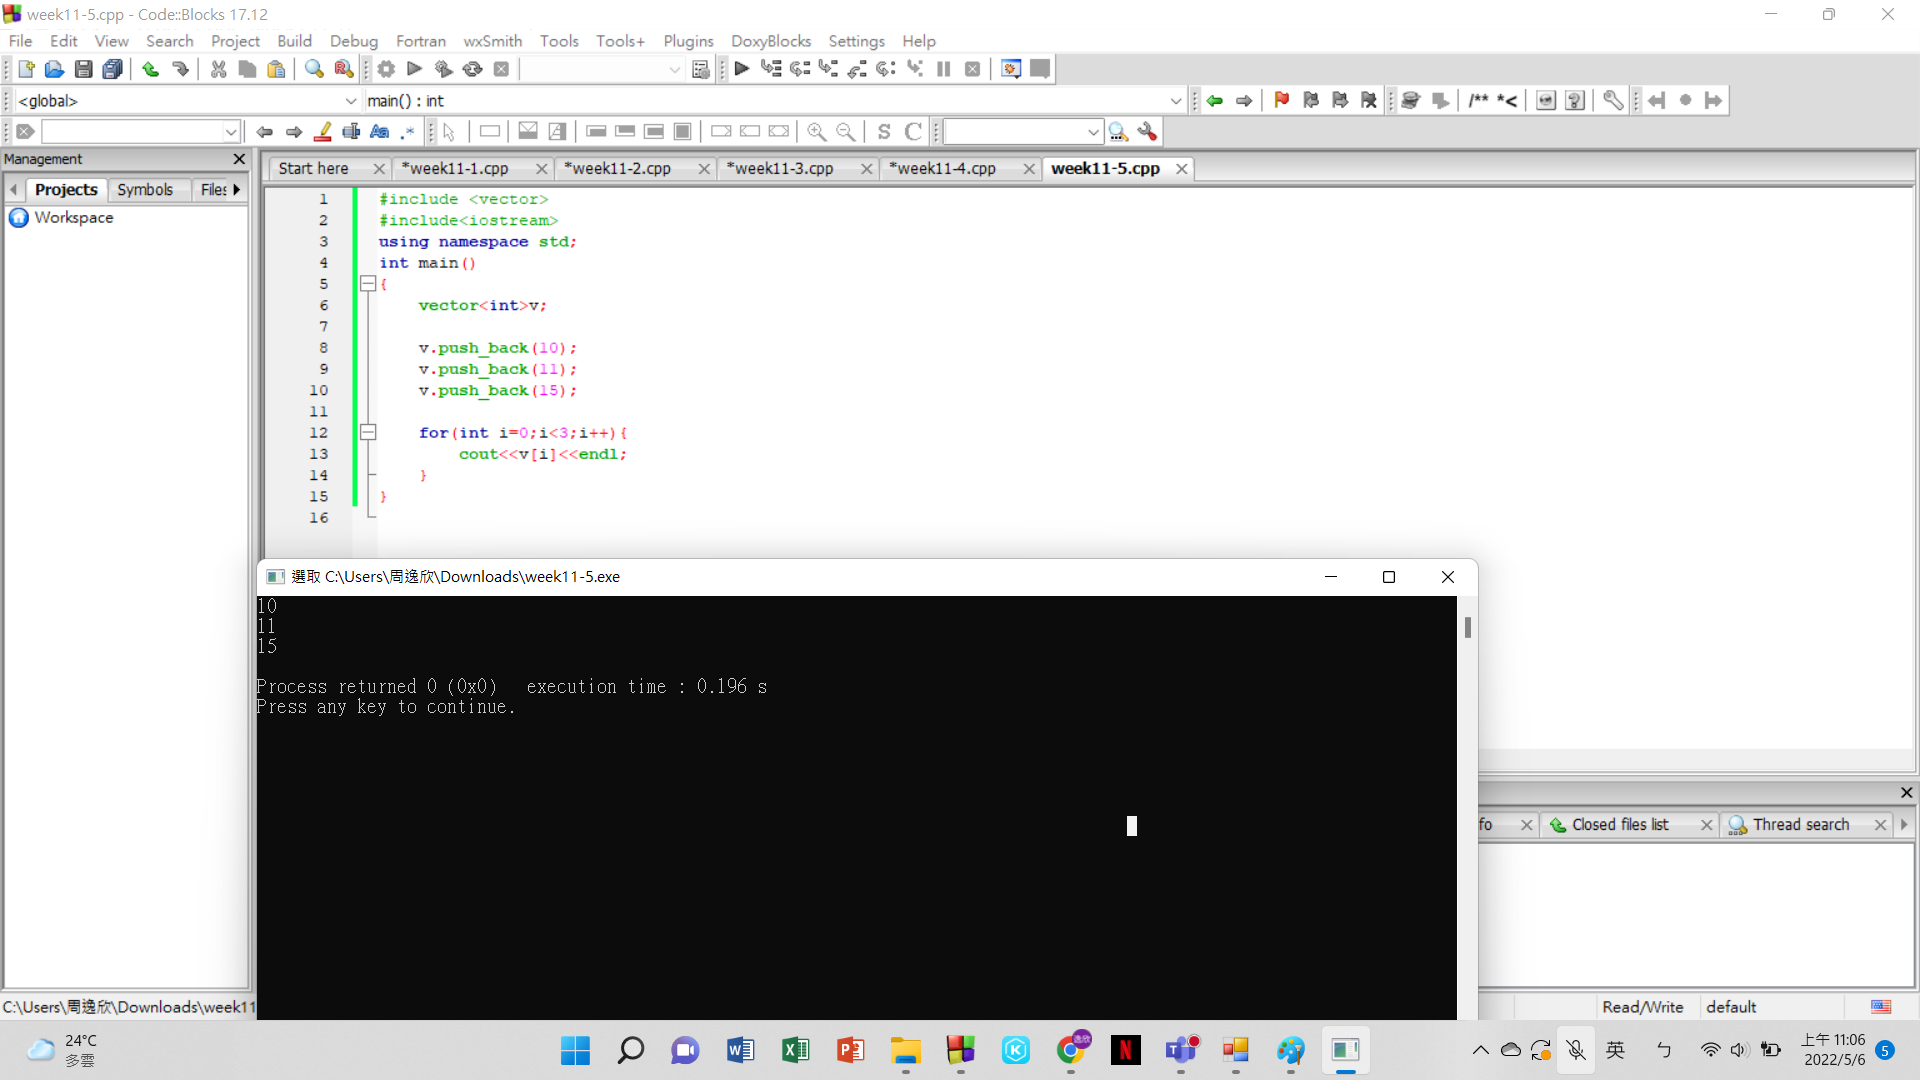 week11-5.cpp - Code::Blocks 17.12
File Edit View Search Project Build Debug Fortran wxSmith Tools Tools+ Plugins DoxyBlocks Settings Help
<global>
main() : int
/** *<
Aa .*
S C
Management
Projects Symbols Files
Workspace
Start here *week11-1.cpp *week11-2.cpp *week11-3.cpp *week11-4.cpp week11-5.cpp
1 #include <vector>
2 #include<iostream>
3 using namespace std;
4 int main()
5 {
6 vector<int>v;
7
8 v.push_back(10);
9 v.push_back(11);
10 v.push_back(15);
11
12 for(int i=0;i<3;i++){
13 cout<<v[i]<<endl;
14 }
15 }
16
選取 C:\Users\周逸欣\Downloads\week11-5.exe
10
11
15
Process returned 0 (0x0) execution time : 0.196 s
Press any key to continue.
fo Closed files list Thread search
C:\Users\周逸欣\Downloads\week11
Read/Write default
24°C
多雲
逸欣
英 ㄅ
上午 11:06
2022/5/6
5